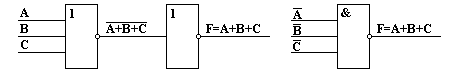 A 1 1 A̅ &
B A̅+̅B̅+̅C̅ F=A+B+C B̅ F=A+B+C
C C̅